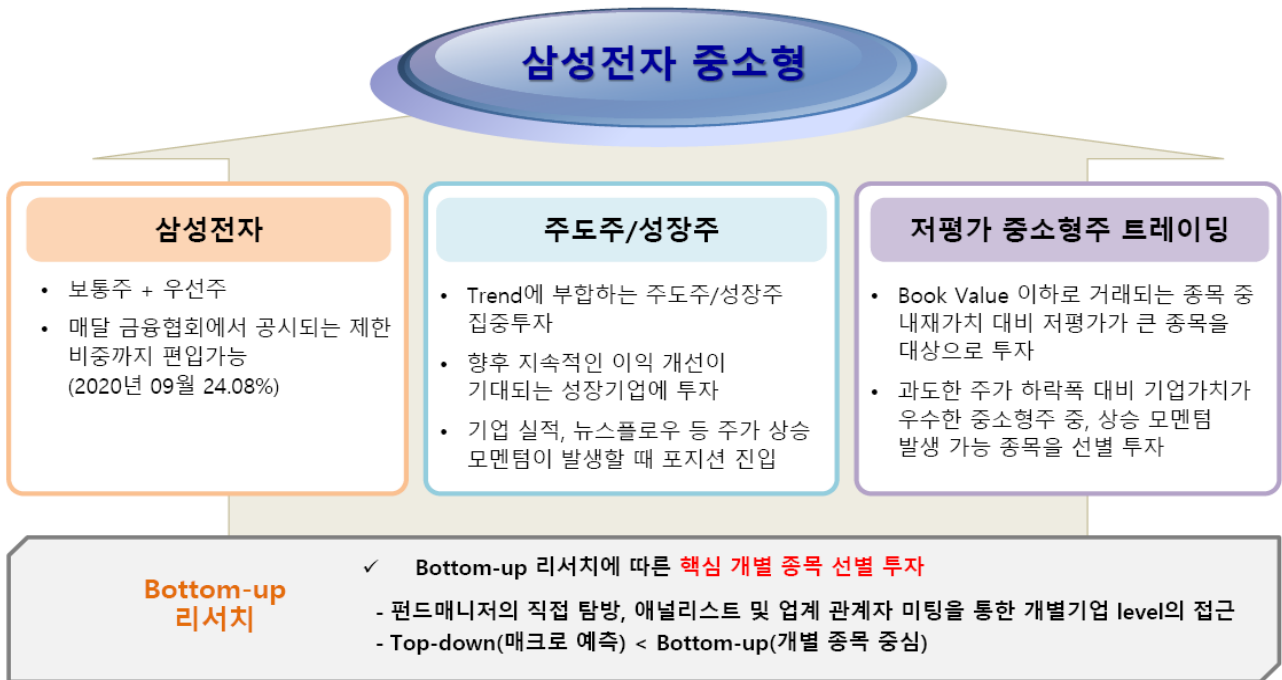 삼성전자 중소형
삼성전자
• 보통주 + 우선주
• 매달 금융협회에서 공시되는 제한
비중까지 편입가능
(2020년 09월 24.08%)
주도주/성장주
• Trend에 부합하는 주도주/성장주
집중투자
• 향후 지속적인 이익 개선이
기대되는 성장기업에 투자
• 기업 실적, 뉴스플로우 등 주가 상승
모멘텀이 발생할 때 포지션 진입
저평가 중소형주 트레이딩
• Book Value 이하로 거래되는 종목 중
내재가치 대비 저평가가 큰 종목을
대상으로 투자
• 과도한 주가 하락폭 대비 기업가치가
우수한 중소형주 중, 상승 모멘텀
발생 가능 종목을 선별 투자
Bottom-up
리서치
✓ Bottom-up 리서치에 따른 핵심 개별 종목 선별 투자
- 펀드매니저의 직접 탐방, 애널리스트 및 업계 관계자 미팅을 통한 개별기업 level의 접근
- Top-down(매크로 예측) < Bottom-up(개별 종목 중심)